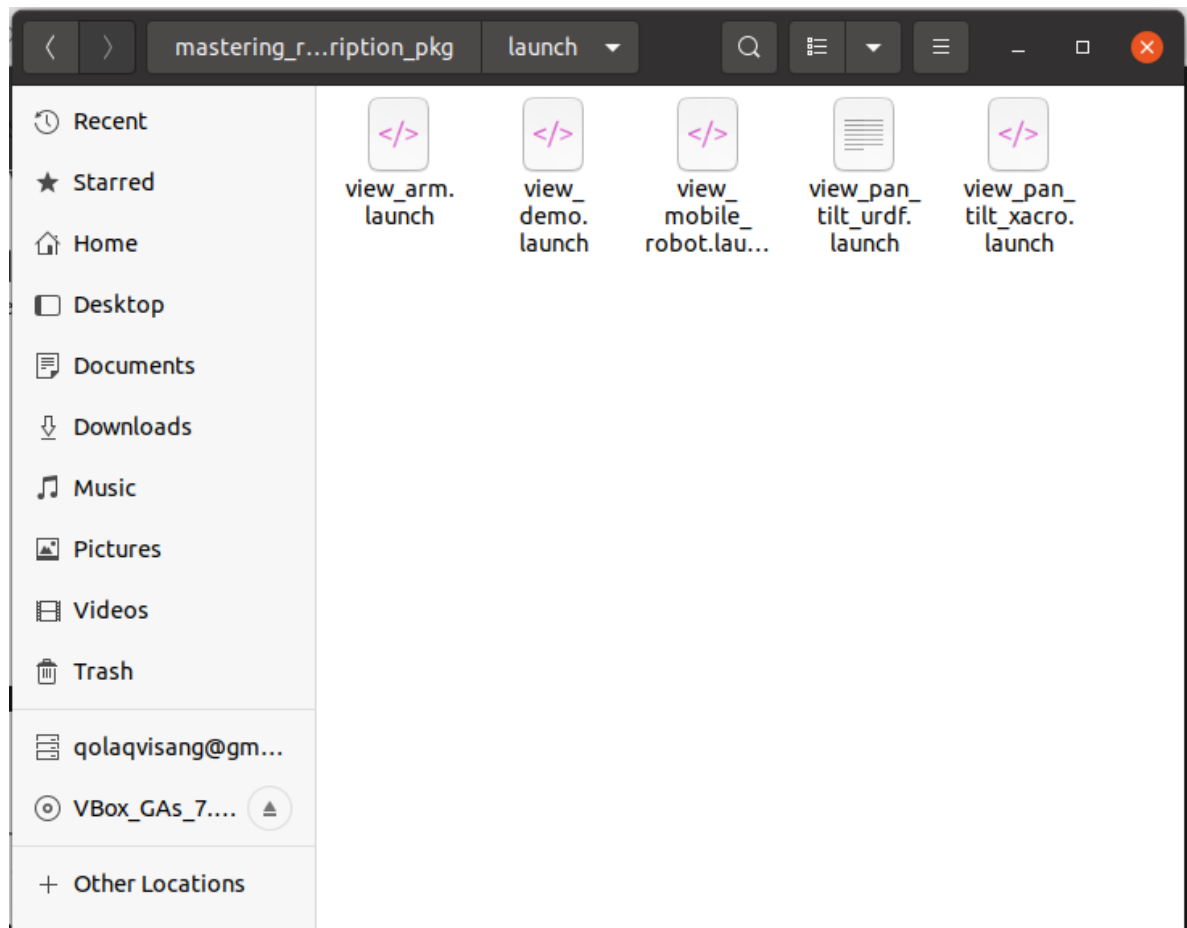 mastering_r...ription_pkg
launch
Recent
Starred
Home
Desktop
Documents
Downloads
Music
Pictures
Videos
Trash
qolaqvisang@gm...
VBox_GAs_7....
Other Locations
</> </> </> </>
view_arm.
launch
view_
demo.
launch
view_
mobile_
robot.lau...
view_pan_
tilt_urdf.
launch
view_pan_
tilt_xacro.
launch